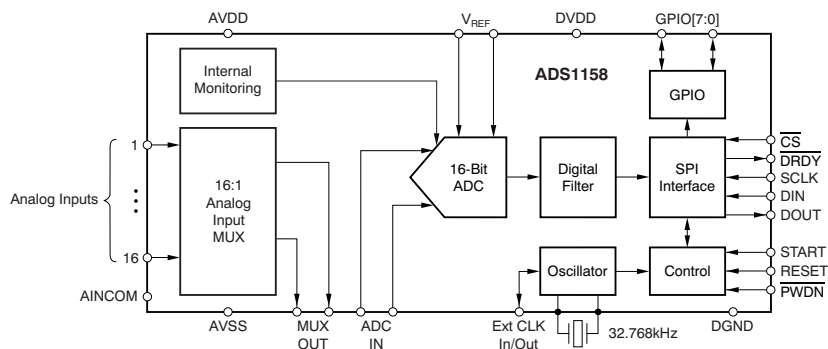 AVDD
VREF
DVDD
GPIO[7:0]
ADS1158
Internal
Monitoring
GPIO
1
16
Analog Inputs
16:1
Analog
Input
MUX
16-Bit
ADC
Digital
Filter
SPI
Interface
CS
DRDY
SCLK
DIN
DOUT
Oscillator
Control
START
RESET
PWDN
AINCOM
AVSS
MUX
OUT
ADC
IN
Ext CLK
In/Out
32.768kHz
DGND